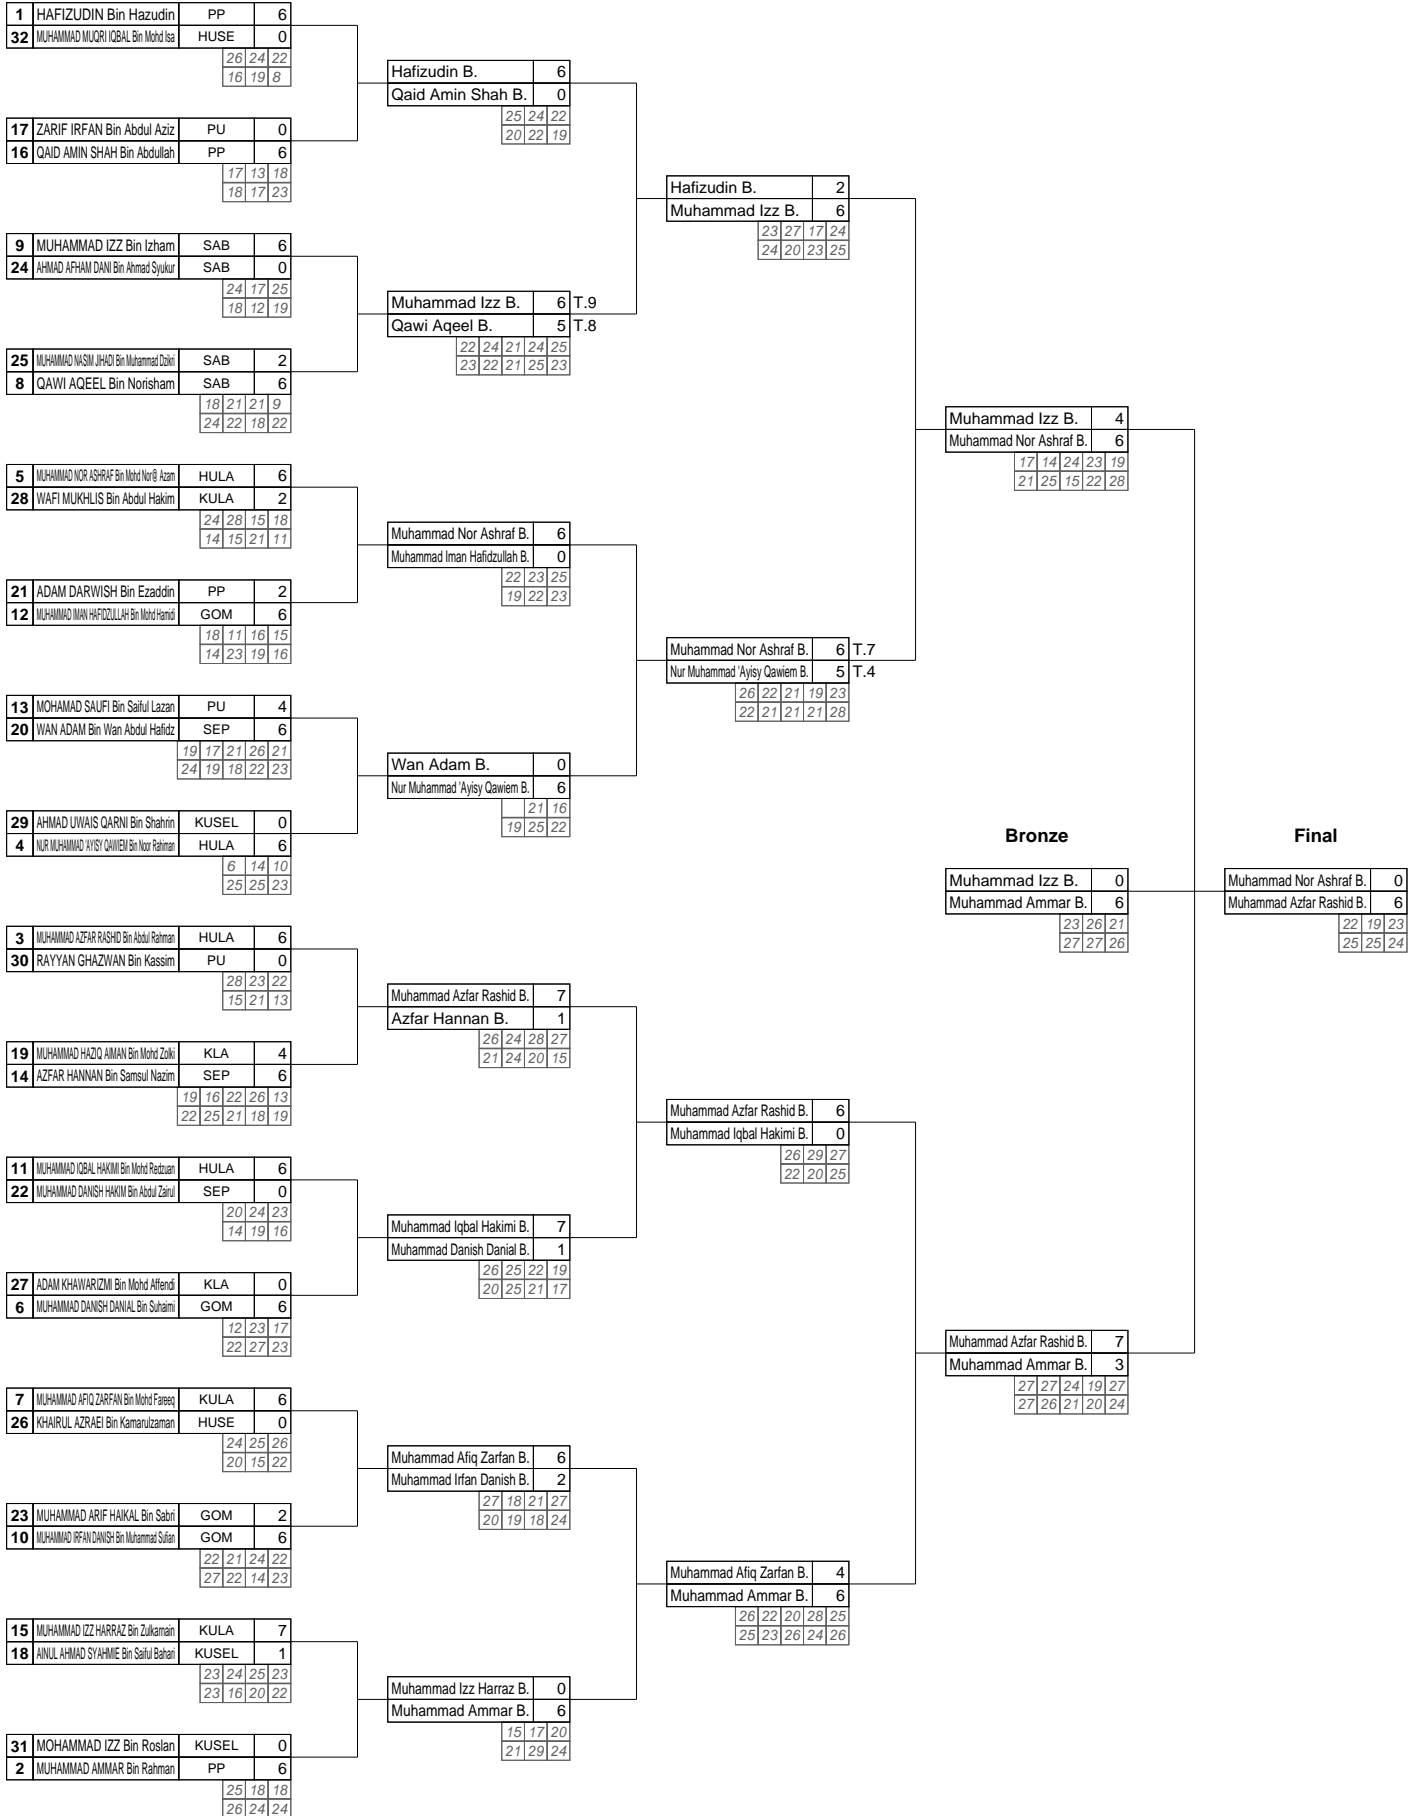 1 HAFIZUDIN Bin Hazudin PP 6
32 MUHAMMAD MUQRI IQBAL Bin Mohd Isa HUSE 0
26 24 22
16 19 8
17 ZARIF IRFAN Bin Abdul Aziz PU 0
16 QAID AMIN SHAH Bin Abdullah PP 6
17 13 18
18 17 23
9 MUHAMMAD IZZ Bin Izham SAB 6
24 AHMAD AFHAM DANI Bin Ahmad Syukur SAB 0
24 17 25
18 12 19
25 MUHAMMAD NASIM JIHADI Bin Muhammad Dzikri SAB 2
8 QAWI AQEEL Bin Norisham SAB 6
18 21 21 9
24 22 18 22
5 MUHAMMAD NOR ASHRAF Bin Mohd Nor@ Azam HULA 6
28 WAFI MUKHLIS Bin Abdul Hakim KULA 2
24 28 15 18
14 15 21 11
21 ADAM DARWISH Bin Ezaddin PP 2
12 MUHAMMAD IMAN HAFIDZULLAH Bin Mohd Hamidi GOM 6
18 11 16 15
14 23 19 16
13 MOHAMAD SAUFI Bin Saiful Lazan PU 4
20 WAN ADAM Bin Wan Abdul Hafidz SEP 6
19 17 21 26 21
24 19 18 22 23
29 AHMAD UWAIS QARNI Bin Shahrin KUSEL 0
4 NUR MUHAMMAD 'AYISY QAWIEM Bin Noor Rahiman HULA 6
6 14 10
25 25 23
3 MUHAMMAD AZFAR RASHID Bin Abdul Rahman HULA 6
30 RAYYAN GHAZWAN Bin Kassim PU 0
28 23 22
15 21 13
19 MUHAMMAD HAZIQ AIMAN Bin Mohd Zolki KLA 4
14 AZFAR HANNAN Bin Samsul Nazim SEP 6
19 16 22 26 13
22 25 21 18 19
11 MUHAMMAD IQBAL HAKIMI Bin Mohd Redzuan HULA 6
22 MUHAMMAD DANISH HAKIM Bin Abdul Zairul SEP 0
20 24 23
14 19 16
27 ADAM KHAWARIZMI Bin Mohd Affendi KLA 0
6 MUHAMMAD DANISH DANIAL Bin Suhaimi GOM 6
12 23 17
22 27 23
7 MUHAMMAD AFIQ ZARFAN Bin Mohd Fareeq KULA 6
26 KHAIRUL AZRAEI Bin Kamarulzaman HUSE 0
24 25 26
20 15 22
23 MUHAMMAD ARIF HAIKAL Bin Sabri GOM 2
10 MUHAMMAD IRFAN DANISH Bin Muhammad Sufian GOM 6
22 21 24 22
27 22 14 23
15 MUHAMMAD IZZ HARRAZ Bin Zulkarnain KULA 7
18 AINUL AHMAD SYAHMIE Bin Saiful Bahari KUSEL 1
23 24 25 23
23 16 20 22
31 MOHAMMAD IZZ Bin Roslan KUSEL 0
2 MUHAMMAD AMMAR Bin Rahman PP 6
25 18 18
26 24 24
Hafizudin B. 6
Qaid Amin Shah B. 0
25 24 22
20 22 19
Muhammad Izz B. 6 T.9
Qawi Aqeel B. 5 T.8
22 24 21 24 25
23 22 21 25 23
Muhammad Nor Ashraf B. 6
Muhammad Iman Hafidzullah B. 0
22 23 25
19 22 23
Wan Adam B. 0
Nur Muhammad 'Ayisy Qawiem B. 6
21 16
19 25 22
Muhammad Azfar Rashid B. 7
Azfar Hannan B. 1
26 24 28 27
21 24 20 15
Muhammad Iqbal Hakimi B. 7
Muhammad Danish Danial B. 1
26 25 22 19
20 25 21 17
Muhammad Afiq Zarfan B. 6
Muhammad Irfan Danish B. 2
27 18 21 27
20 19 18 24
Muhammad Izz Harraz B. 0
Muhammad Ammar B. 6
15 17 20
21 29 24
Hafizudin B. 2
Muhammad Izz B. 6
23 27 17 24
24 20 23 25
Muhammad Nor Ashraf B. 6 T.7
Nur Muhammad 'Ayisy Qawiem B. 5 T.4
26 22 21 19 23
22 21 21 21 28
Muhammad Azfar Rashid B. 6
Muhammad Iqbal Hakimi B. 0
26 29 27
22 20 25
Muhammad Afiq Zarfan B. 4
Muhammad Ammar B. 6
26 22 20 28 25
25 23 26 24 26
Muhammad Izz B. 4
Muhammad Nor Ashraf B. 6
17 14 24 23 19
21 25 15 22 28
Muhammad Azfar Rashid B. 7
Muhammad Ammar B. 3
27 27 24 19 27
27 26 21 20 24
Bronze
Muhammad Izz B. 0
Muhammad Ammar B. 6
23 26 21
27 27 26
Final
Muhammad Nor Ashraf B. 0
Muhammad Azfar Rashid B. 6
22 19 23
25 25 24